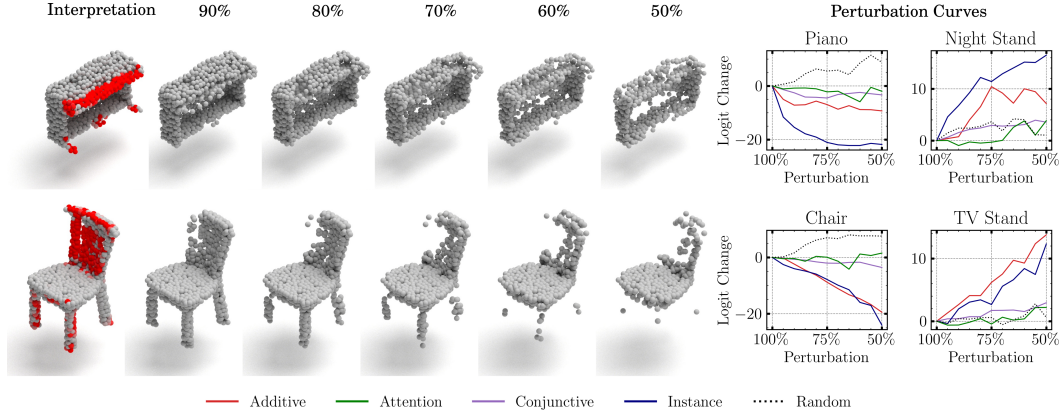 Interpretation 90% 80% 70% 60% 50% Perturbation Curves
Piano Night Stand
Logit Change
0
−20
100% 75% 50%
Perturbation
10
0
100% 75% 50%
Perturbation
Chair TV Stand
Logit Change
0
−20
100% 75% 50%
Perturbation
10
0
100% 75% 50%
Perturbation
Additive Attention Conjunctive Instance Random